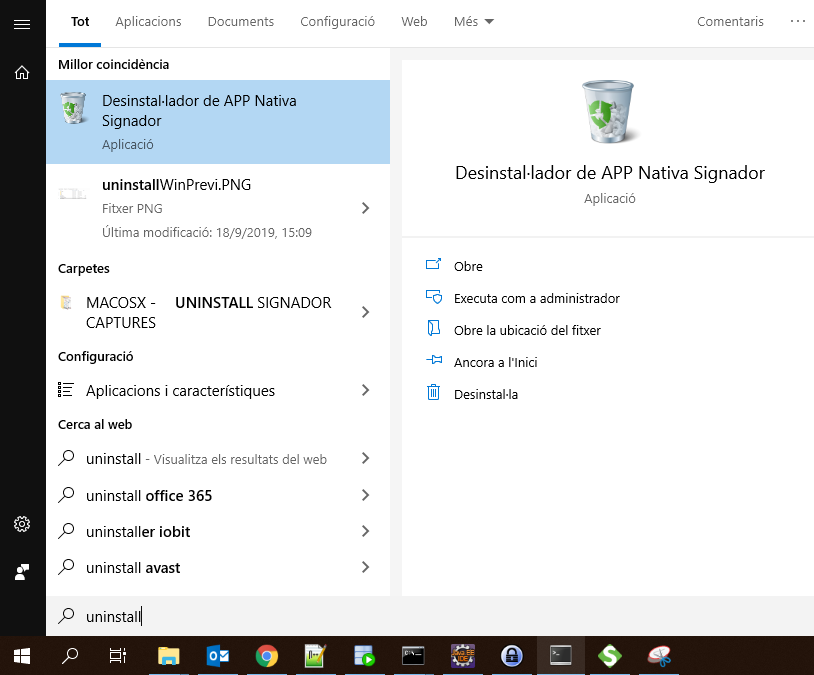 Tot Aplicacions Documents Configuració Web Més Comentaris ···
Millor coincidència
Desinstal·lador de APP Nativa
Signador
Aplicació
uninstallWinPrevi.PNG
Fitxer PNG
Última modificació: 18/9/2019, 15:09
Carpetes
MACOSX - UNINSTALL SIGNADOR
CAPTURES
Configuració
Aplicacions i característiques
Cerca al web
uninstall - Visualitza els resultats del web
uninstall office 365
uninstaller iobit
uninstall avast
uninstall
Desinstal·lador de APP Nativa Signador
Aplicació
Obre
Executa com a administrador
Obre la ubicació del fitxer
Ancora a l'Inici
Desinstal·la